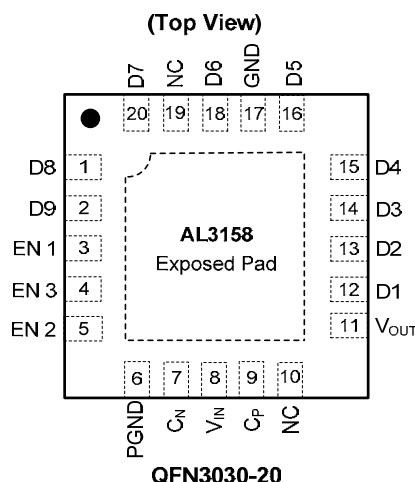 (Top View)
D7 NC D6 GND D5
20 19 18 17 16
D8 1 15 D4
D9 2 14 D3
EN 1 3 13 D2
EN 3 4 12 D1
EN 2 5 11 VOUT
AL3158
Exposed Pad
6 7 8 9 10
PGND CN VIN CP NC
QFN3030-20